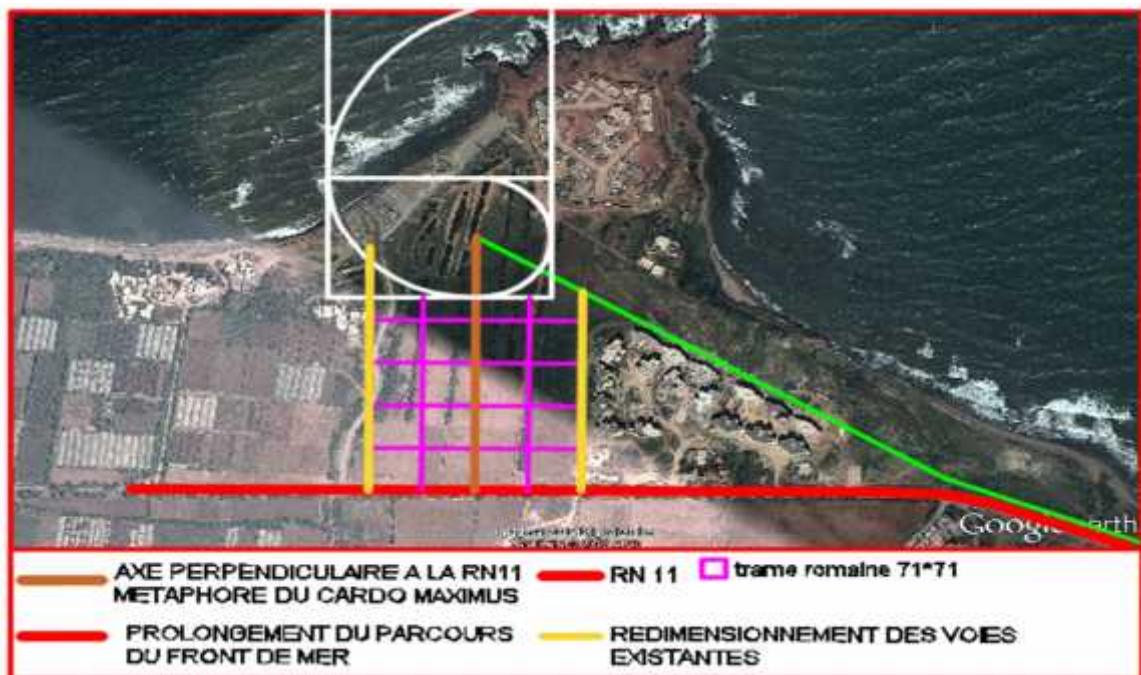 Google earth
AXE PERPENDICULAIRE A LA RN11
METAPHORE DU CARDO MAXIMUS
RN 11
trame romaine 71*71
PROLONGEMENT DU PARCOURS
DU FRONT DE MER
REDIMENSIONNEMENT DES VOIES
EXISTANTES